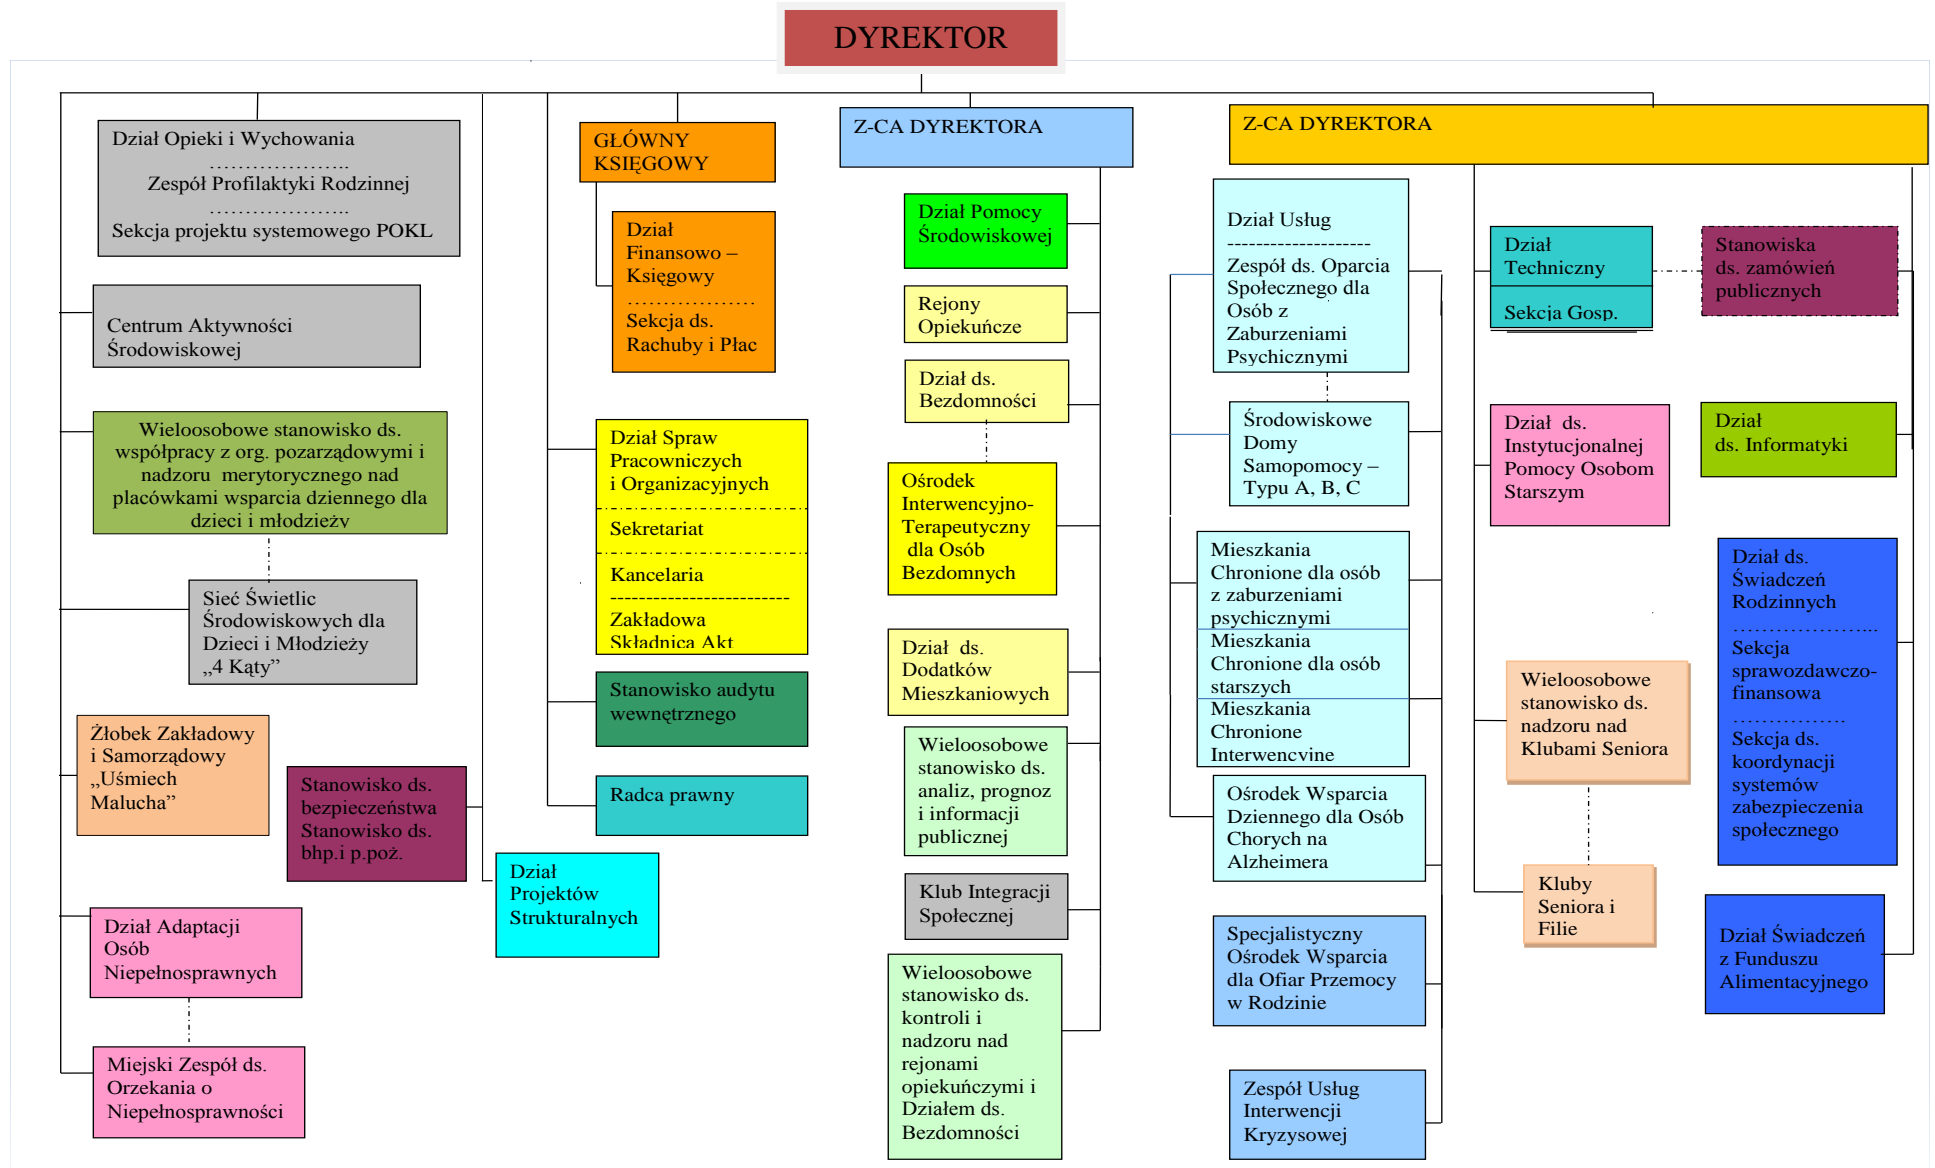 DYREKTOR
Dział Opieki i Wychowania
………………….
Zespół Profilaktyki Rodzinnej
………………….
Sekcja projektu systemowego POKL
Centrum Aktywności
Środowiskowej
Wieloosobowe stanowisko ds.
współpracy z org. pozarządowymi i
nadzoru merytorycznego nad
placówkami wsparcia dziennego dla
dzieci i młodzieży
Sieć Świetlic
Środowiskowych dla
Dzieci i Młodzieży
„4 Kąty”
Żłobek Zakładowy
i Samorządowy
„Uśmiech
Malucha”
Stanowisko ds.
bezpieczeństwa
Stanowisko ds.
bhp.i p.poż.
Dział
Projektów
Strukturalnych
Dział Adaptacji
Osób
Niepełnosprawnych
Miejski Zespół ds.
Orzekania o
Niepełnosprawności
GŁÓWNY
KSIĘGOWY
Dział
Finansowo –
Księgowy
…………………
Sekcja ds.
Rachuby i Płac
Dział Spraw
Pracowniczych
i Organizacyjnych
Sekretariat
Kancelaria
-------------------------
Zakładowa
Składnica Akt
Stanowisko audytu
wewnętrznego
Radca prawny
Z-CA DYREKTORA
Dział Pomocy
Środowiskowej
Rejony
Opiekuńcze
Dział ds.
Bezdomności
Ośrodek
Interwencyjno-
Terapeutyczny
dla Osób
Bezdomnych
Dział ds.
Dodatków
Mieszkaniowych
Wieloosobowe
stanowisko ds.
analiz, prognoz
i informacji
publicznej
Klub Integracji
Społecznej
Wieloosobowe
stanowisko ds.
kontroli i
nadzoru nad
rejonami
opiekuńczymi i
Działem ds.
Bezdomności
Z-CA DYREKTORA
Dział Usług
--------------------
Zespół ds. Oparcia
Społecznego dla
Osób z
Zaburzeniami
Psychicznymi
Środowiskowe
Domy
Samopomocy –
Typu A, B, C
Mieszkania
Chronione dla osób
z zaburzeniami
psychicznymi
Mieszkania
Chronione dla osób
starszych
Mieszkania
Chronione
Interwencyjne
Ośrodek Wsparcia
Dziennego dla Osób
Chorych na
Alzheimera
Specjalistyczny
Ośrodek Wsparcia
dla Ofiar Przemocy
w Rodzinie
Zespół Usług
Interwencji
Kryzysowej
Dział
Techniczny
Sekcja Gosp.
Stanowiska
ds. zamówień
publicznych
Dział ds.
Instytucjonalnej
Pomocy Osobom
Starszym
Dział
ds. Informatyki
Wieloosobowe
stanowisko ds.
nadzoru nad
Klubami Seniora
Kluby
Seniora i
Filie
Dział ds.
Świadczeń
Rodzinnych
…………………...
Sekcja
sprawozdawczo-
finansowa
…………….
Sekcja ds.
koordynacji
systemów
zabezpieczenia
społecznego
Dział Świadczeń
z Funduszu
Alimentacyjnego